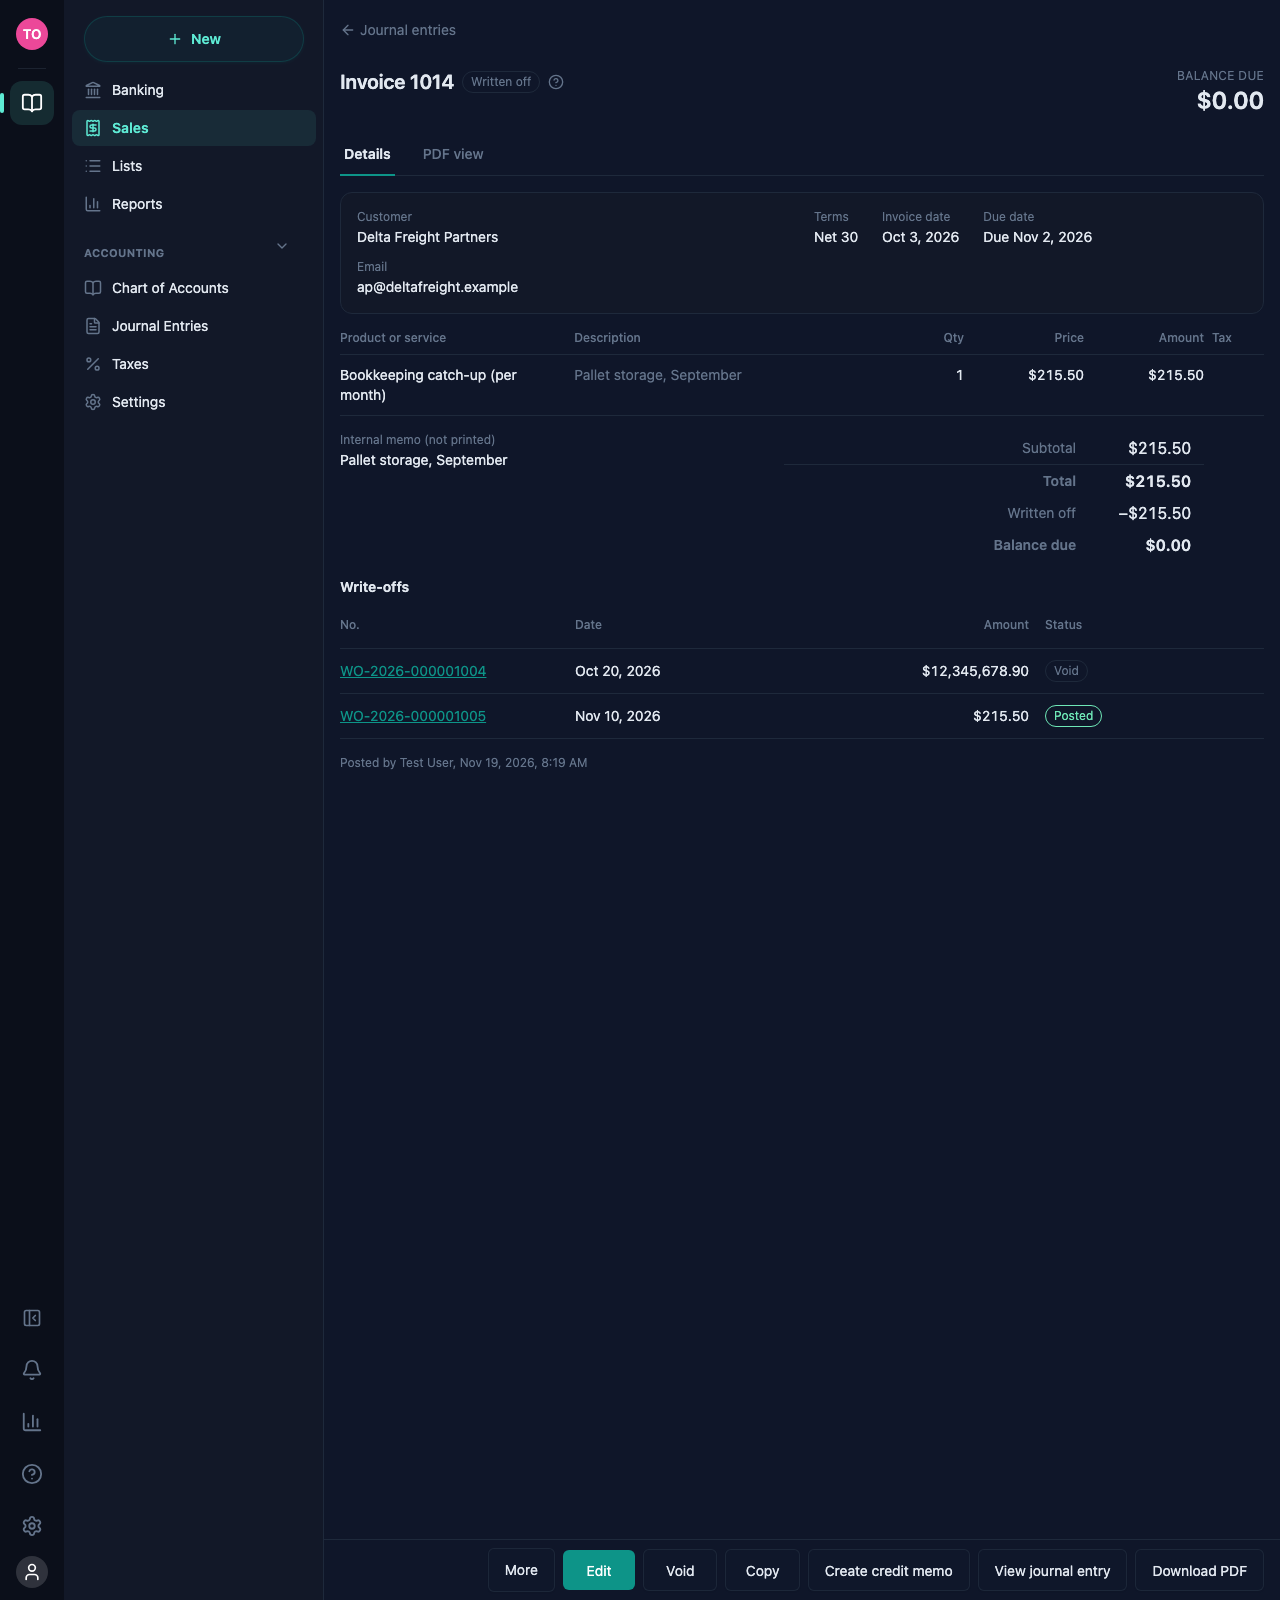 TO
New
Banking
Sales
Lists
Reports
ACCOUNTING
Chart of Accounts
Journal Entries
Taxes
Settings
Journal entries
Invoice 1014 Written off
BALANCE DUE
$0.00
Details PDF view
Customer Terms Invoice date Due date
Delta Freight Partners Net 30 Oct 3, 2026 Due Nov 2, 2026
Email
ap@deltafreight.example
Product or service Description Qty Price Amount Tax
Bookkeeping catch-up (per Pallet storage, September 1 $215.50 $215.50
month)
Internal memo (not printed)
Pallet storage, September
Subtotal $215.50
Total $215.50
Written off –$215.50
Balance due $0.00
Write-offs
No. Date Amount Status
WO-2026-000001004 Oct 20, 2026 $12,345,678.90 Void
WO-2026-000001005 Nov 10, 2026 $215.50 Posted
Posted by Test User, Nov 19, 2026, 8:19 AM
More Edit Void Copy Create credit memo View journal entry Download PDF